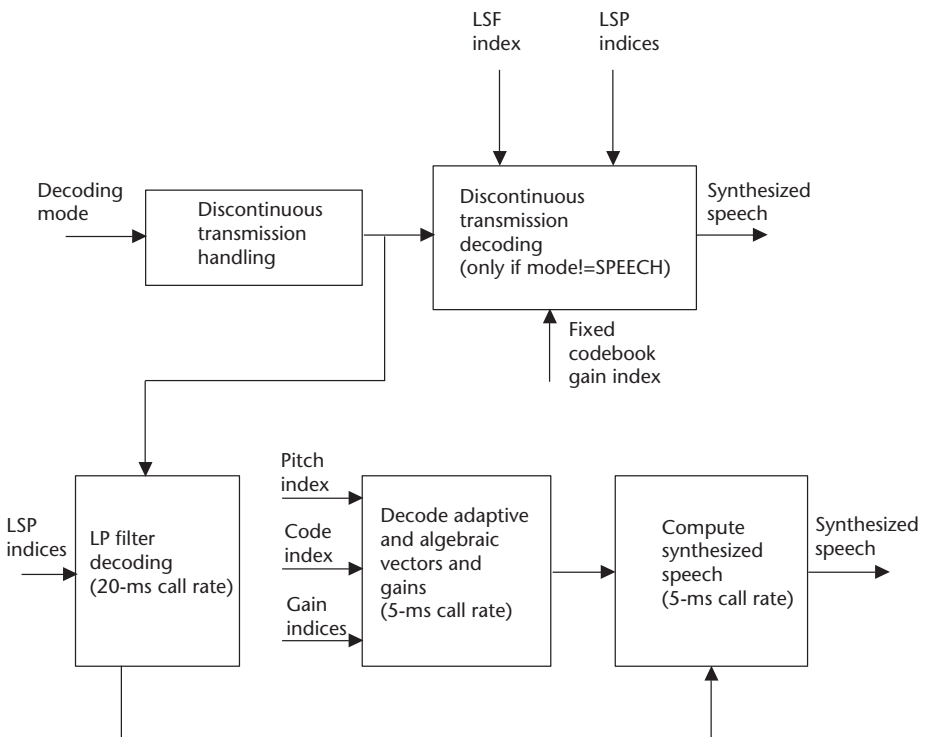 LSF
index
LSP
indices
Decoding
mode
Discontinuous
transmission
handling
Discontinuous
transmission
decoding
(only if mode!=SPEECH)
Synthesized
speech
Fixed
codebook
gain index
LSP
indices
LP filter
decoding
(20-ms call rate)
Pitch
index
Code
index
Gain
indices
Decode adaptive
and algebraic
vectors and
gains
(5-ms call rate)
Compute
synthesized
speech
(5-ms call rate)
Synthesized
speech